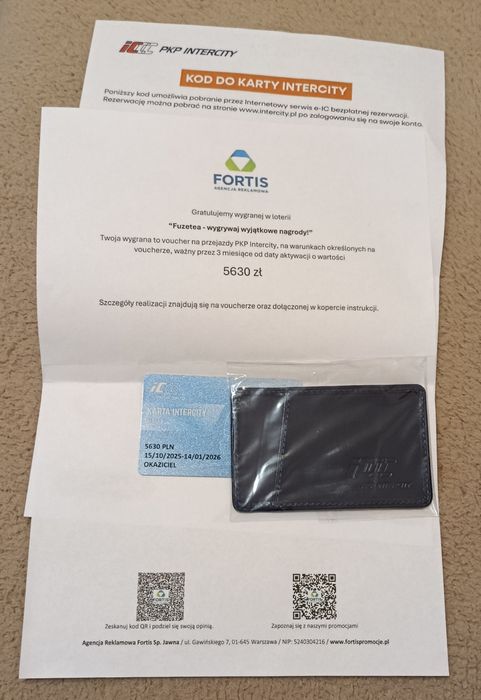 iC PKP INTERCITY
KOD DO KARTY INTERCITY
Poniższy kod umożliwia pobranie przez Internetowy serwis e-IC bezpłatnej rezerwacji.
Rezerwację można pobrać na stronie www.intercity.pl po zalogowaniu się na swoje konto.
FORTIS
AGENCJA REKLAMOWA
Gratulujemy wygranej w loterii
"Fuzetea - wygrywaj wyjątkowe nagrody!"
Twoja wygrana to voucher na przejazdy PKP Intercity, na warunkach określonych na
voucherze, ważny przez 3 miesiące od daty aktywacji o wartości
5630 zł
Szczegóły realizacji znajdują się na voucherze oraz dołączonej w kopercie instrukcji.
KARTA INTERCITY
5630 PLN
15/10/2025-14/01/2026
OKAZICIEL
PKP INTERCITY
FORTIS
FORTIS
Zeskanuj kod QR i podziel się swoją opinią.
Zapoznaj z naszymi promocjami
Agencja Reklamowa Fortis Sp. Jawna / ul. Gawińskiego 7, 01-645 Warszawa / NIP: 5240304216 / www.fortispromocje.pl